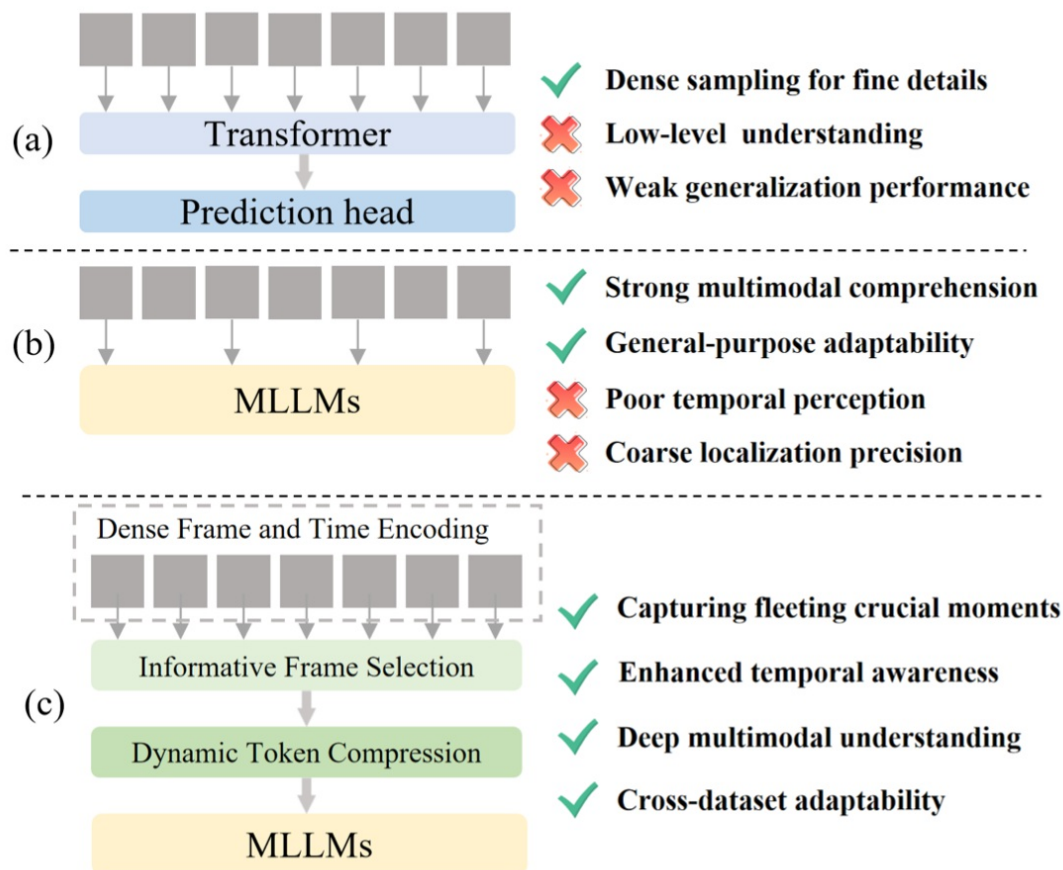 (a)
Transformer
Prediction head
Dense sampling for fine details
Low-level understanding
Weak generalization performance
(b)
MLLMs
Strong multimodal comprehension
General-purpose adaptability
Poor temporal perception
Coarse localization precision
(c)
Dense Frame and Time Encoding
Informative Frame Selection
Dynamic Token Compression
MLLMs
Capturing fleeting crucial moments
Enhanced temporal awareness
Deep multimodal understanding
Cross-dataset adaptability